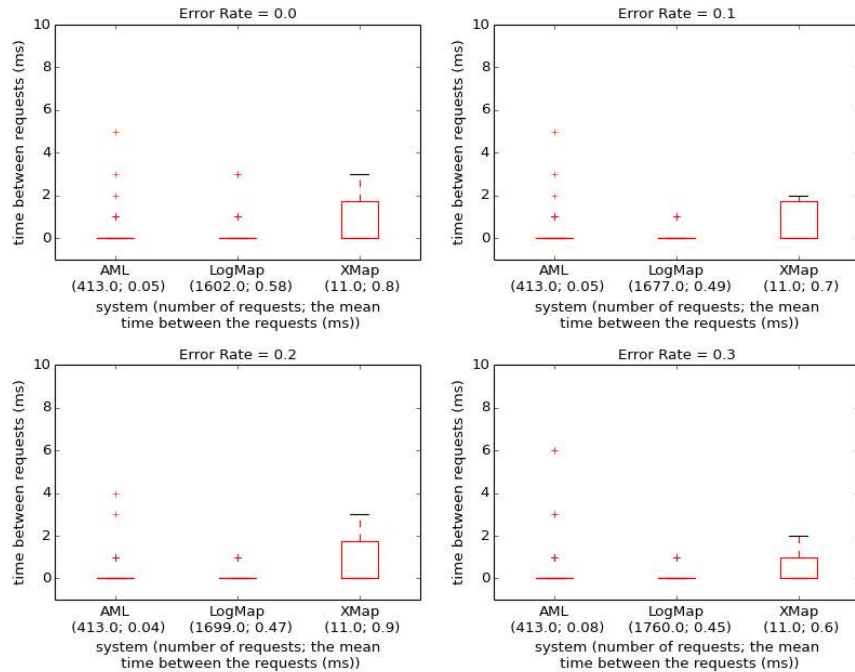 Error Rate = 0.0
10
8
6
4
2
0
time between requests (ms)
AML
(413.0; 0.05)
LogMap
(1602.0; 0.58)
XMap
(11.0; 0.8)
system (number of requests; the mean
time between the requests (ms))
Error Rate = 0.1
10
8
6
4
2
0
time between requests (ms)
AML
(413.0; 0.05)
LogMap
(1677.0; 0.49)
XMap
(11.0; 0.7)
system (number of requests; the mean
time between the requests (ms))
Error Rate = 0.2
10
8
6
4
2
0
time between requests (ms)
AML
(413.0; 0.04)
LogMap
(1699.0; 0.47)
XMap
(11.0; 0.9)
system (number of requests; the mean
time between the requests (ms))
Error Rate = 0.3
10
8
6
4
2
0
time between requests (ms)
AML
(413.0; 0.08)
LogMap
(1760.0; 0.45)
XMap
(11.0; 0.6)
system (number of requests; the mean
time between the requests (ms))